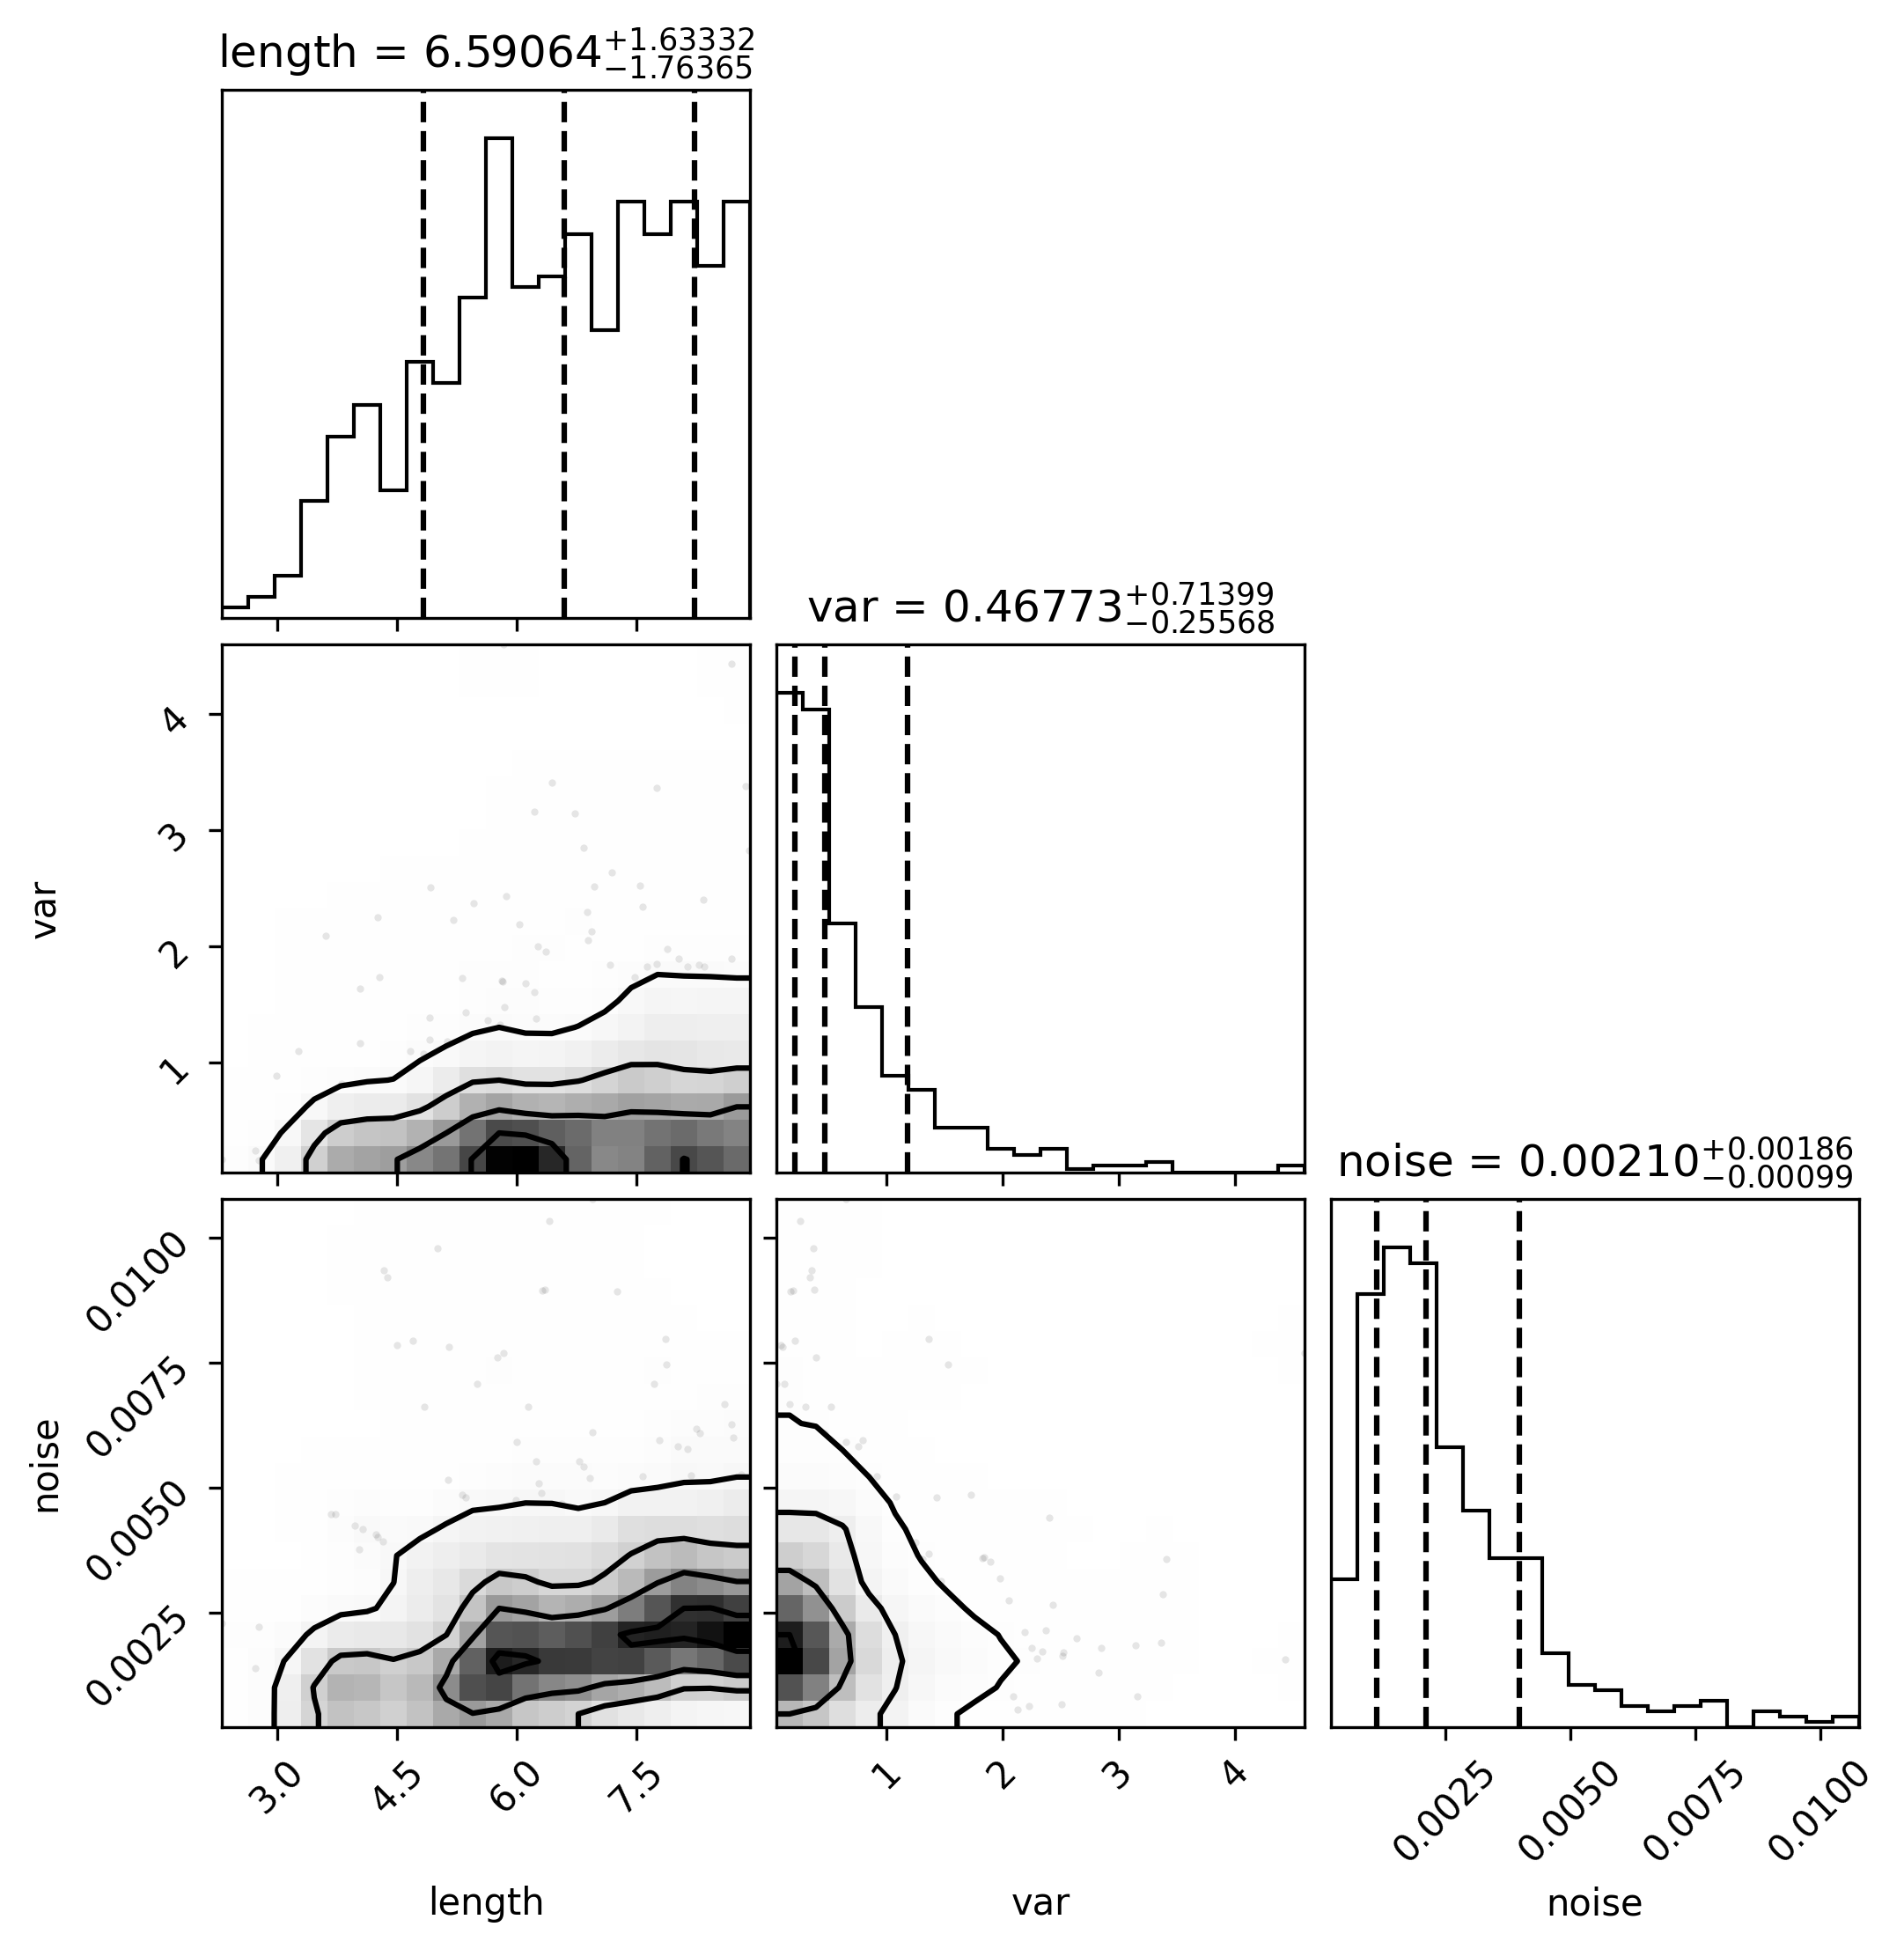 length = 6.59064 +1.63332 −1.76365
var = 0.46773 +0.71399 −0.25568
4
3
2
1
var
noise = 0.00210 +0.00186 −0.00099
0.0100
0.0075
0.0050
0.0025
noise
3.0 4.5 6.0 7.5 1 2 3 4 0.0025 0.0050 0.0075 0.0100
length var noise